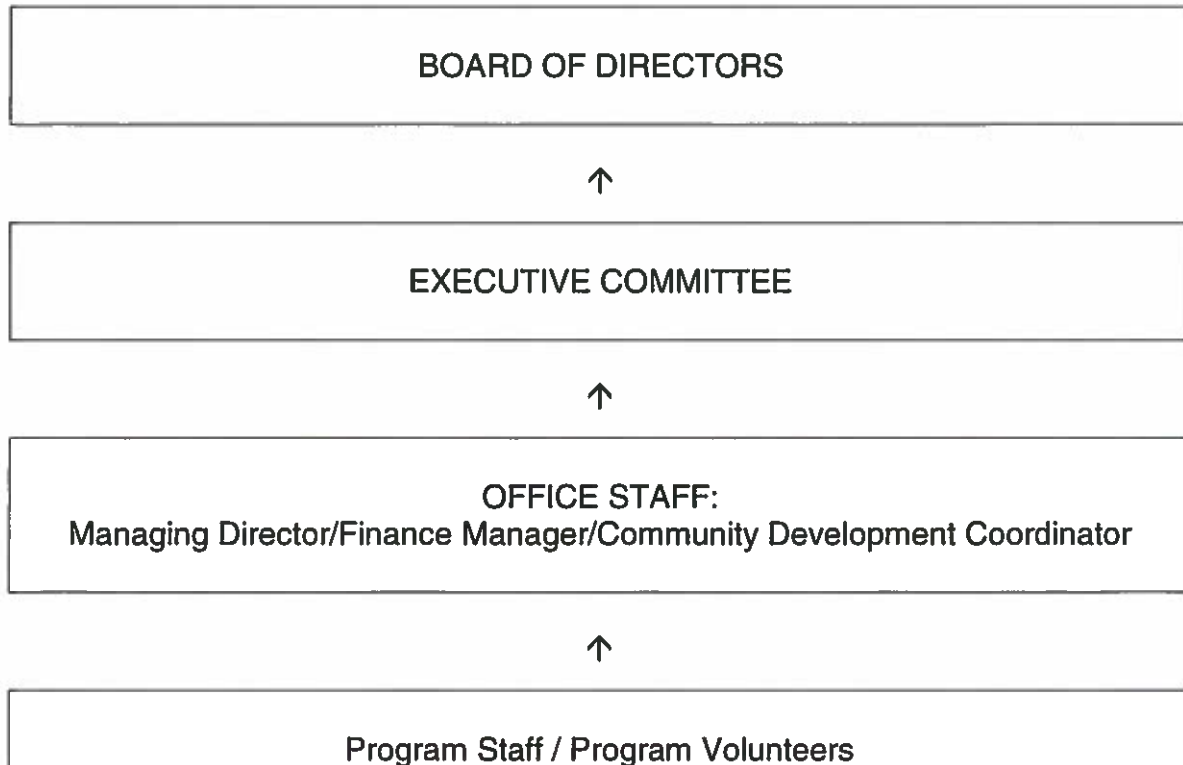 BOARD OF DIRECTORS
↑
EXECUTIVE COMMITTEE
↑
OFFICE STAFF:
Managing Director/Finance Manager/Community Development Coordinator
↑
Program Staff / Program Volunteers